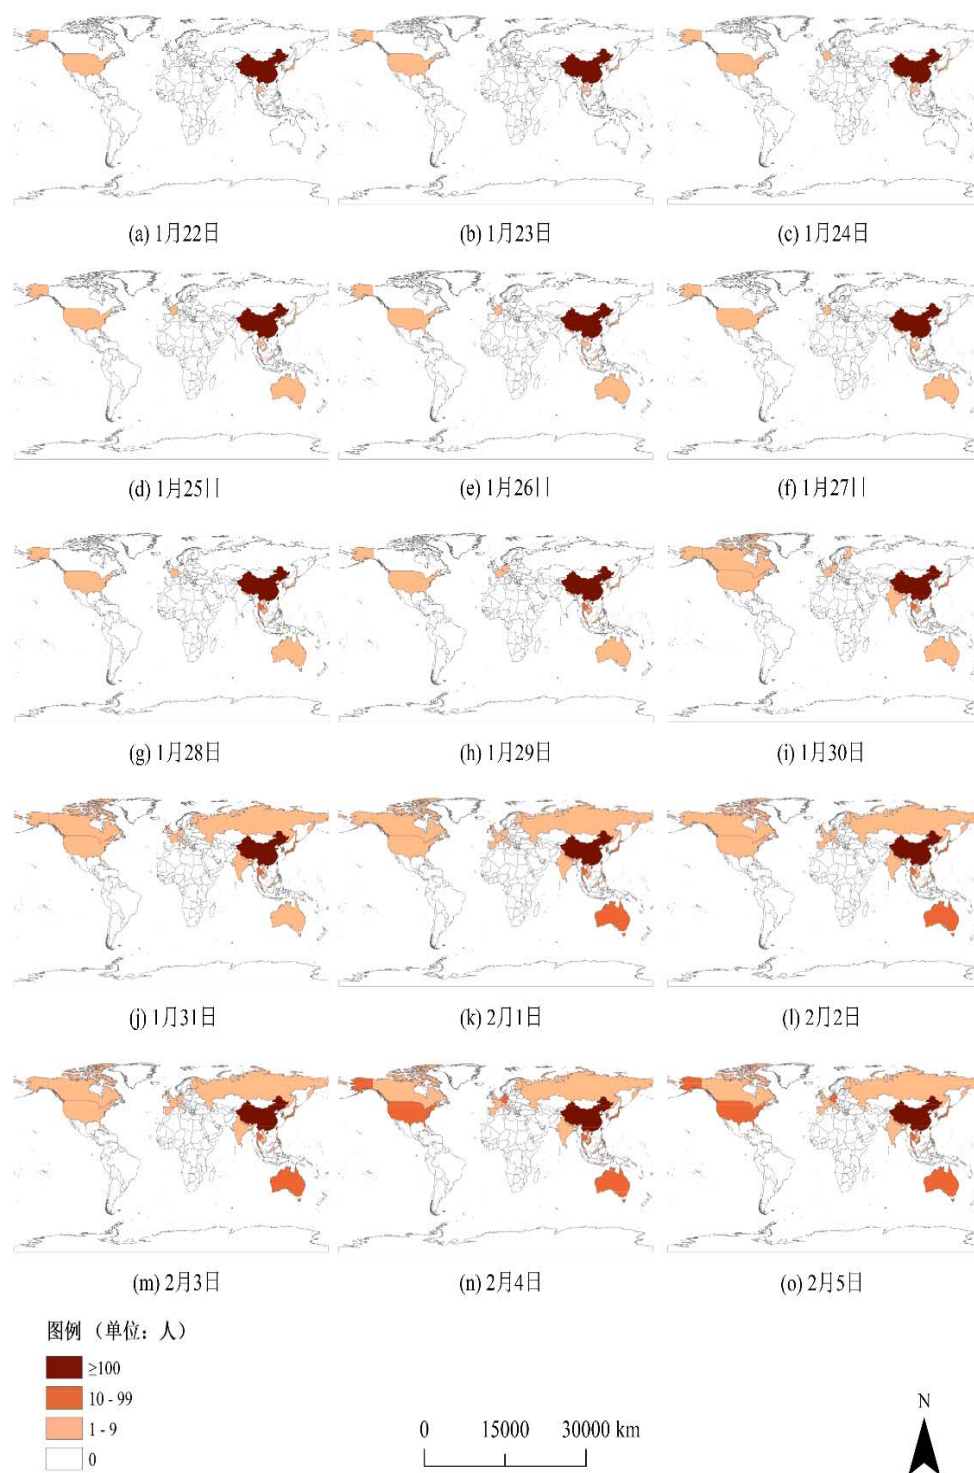 (a) 1月22日
(b) 1月23日
(c) 1月24日
(d) 1月25日
(e) 1月26日
(f) 1月27日
(g) 1月28日
(h) 1月29日
(i) 1月30日
(j) 1月31日
(k) 2月1日
(l) 2月2日
(m) 2月3日
(n) 2月4日
(o) 2月5日
图例 （单位：人）
≥100
10 - 99
1 - 9
0
0 15000 30000 km
N